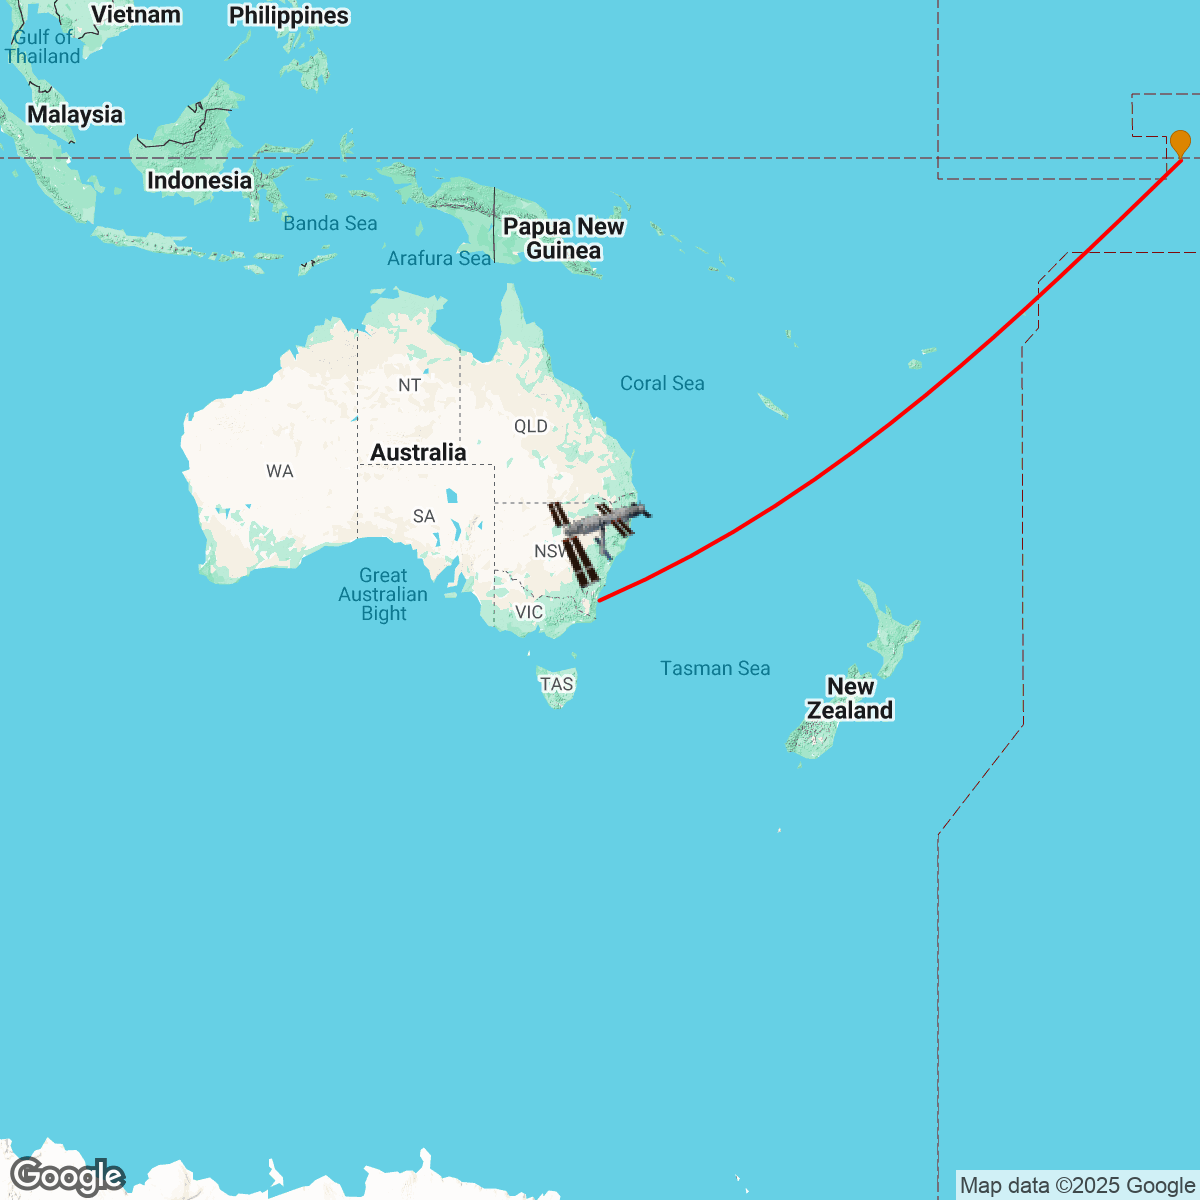 Vietnam
Philippines
Gulf of
Thailand
Malaysia
Indonesia
Banda Sea
Papua New
Guinea
Arafura Sea
NT
Coral Sea
QLD
Australia
WA
SA
NSW
Great
Australian
Bight
VIC
Tasman Sea
TAS
New
Zealand
Google
Map data ©2025 Google